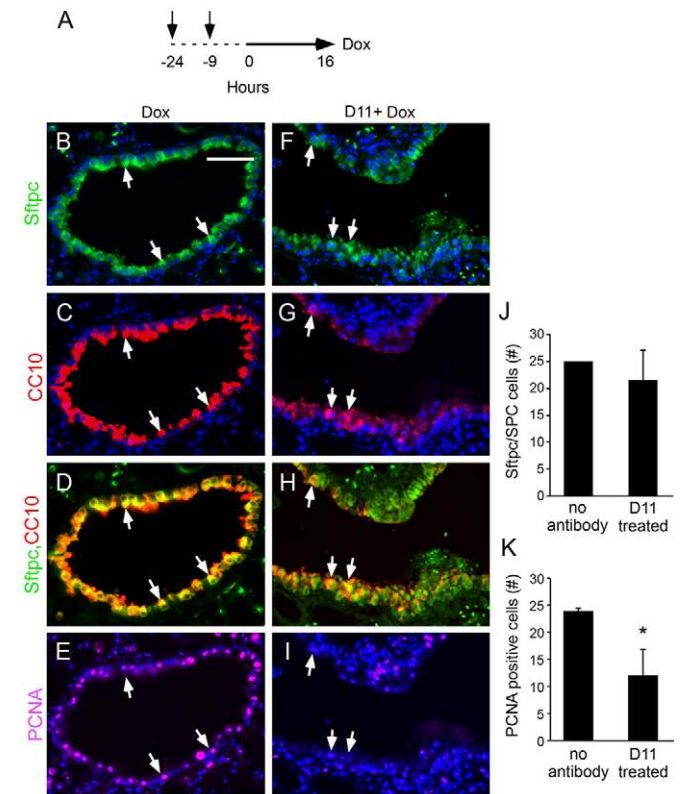 A
Dox
-24 -9 0 16
Hours
Dox
D11+ Dox
B
F
Sftpc
C
G
CC10
D
H
Sftpc,CC10
E
I
PCNA
J
Sftpc/SPC cells (#)
30
25
20
15
10
5
0
no antibody
D11 treated
K
PCNA positive cells (#)
30
25
20
15
10
5
0
*
no antibody
D11 treated